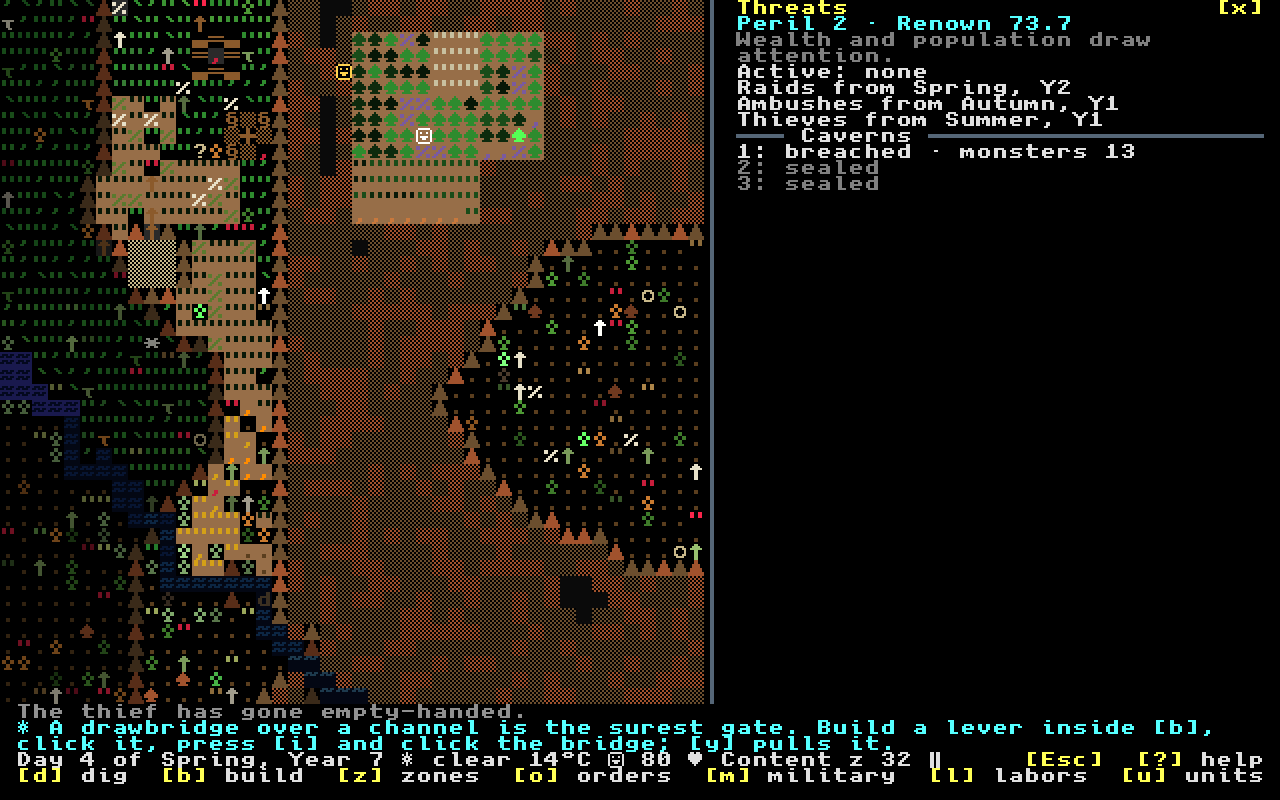 Threats [x]
Peril 2 · Renown 73.7
Wealth and population draw
attention.
Active: none
Raids from Spring, Y2
Ambushes from Autumn, Y1
Thieves from Summer, Y1
Caverns
1: breached · monsters 13
2: sealed
3: sealed
The thief has gone empty-handed.
* A drawbridge over a channel is the surest gate. Build a lever inside [b],
click it, press [i] and click the bridge; [y] pulls it.
Day 4 of Spring, Year 7 * clear 14°C ☺ 80 ♥ Content z 32 ‖ [Esc] [?] help
[d] dig [b] build [z] zones [o] orders [m] military [l] labors [u] units